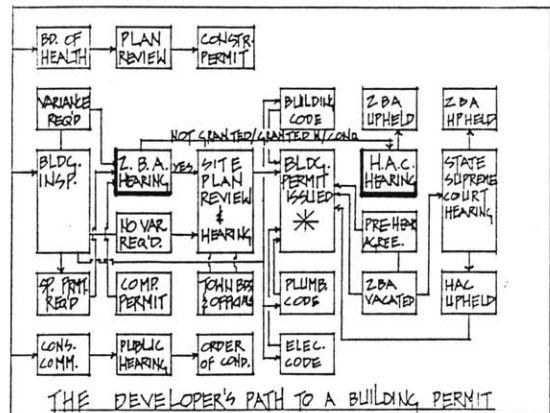 BD. OF
HEALTH
PLAN
REVIEW
CONSTR.
PERMIT
VARIANCE
REQ'D
BUILDING
CODE
ZBA
UPHELD
ZBA
UPHELD
NOT GRANTED/GRANTED W/COND
BLDG.
INSP.
Z.B.A.
HEARING
YES
SITE
PLAN
REVIEW
&
HEARING
BLDG.
PERMIT
ISSUED
H.A.C.
HEARING
STATE
SUPREME
COURT
HEARING
NO VAR.
REQ'D.
PRE-HEAR
AGREE.
SP. PRMT.
REQ'D
COMP.
PERMIT
TOWN BDS
& OFFICIALS
PLUMB.
CODE
ZBA
VACATED
HAC
UPHELD
CONS.
COMM.
PUBLIC
HEARING
ORDER
OF COND.
ELEC.
CODE
THE DEVELOPER'S PATH TO A BUILDING PERMIT